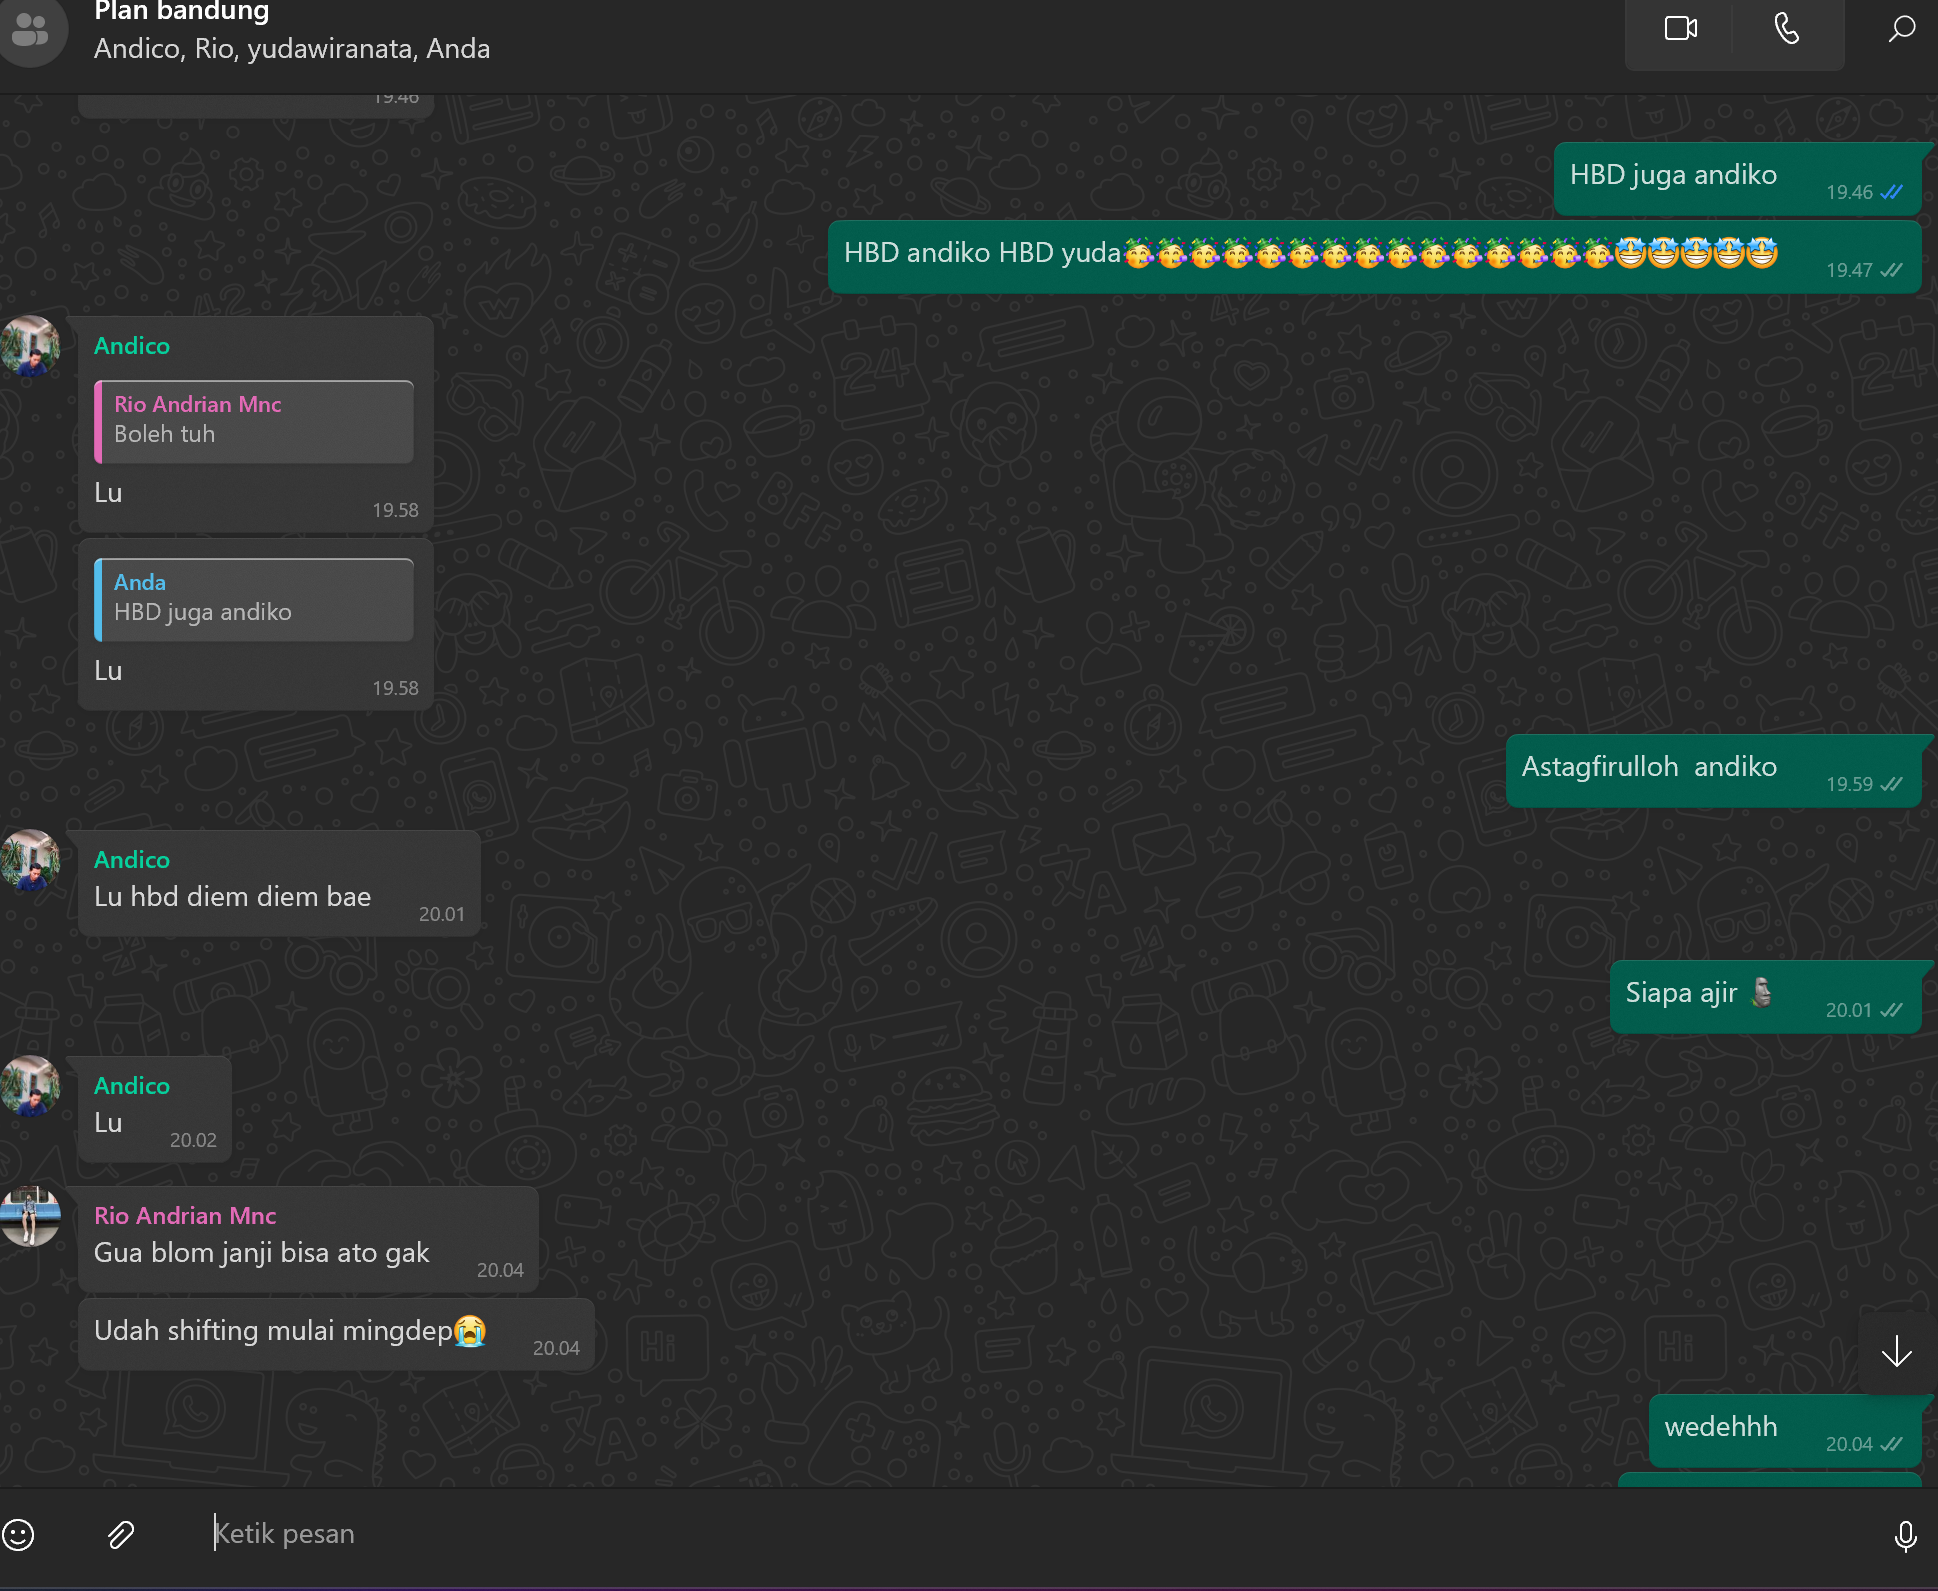 Plan bandung
Andico, Rio, yudawiranata, Anda
19.46
HBD juga andiko
19.46
HBD andiko HBD yuda🥳🥳🥳🥳🥳🥳🥳🥳🥳🥳🥳🥳🥳🥳🥳🤩🤩🤩🤩🤩
19.47
Andico
Rio Andrian Mnc
Boleh tuh
Lu
19.58
Anda
HBD juga andiko
Lu
19.58
Astagfirulloh  andiko
19.59
Andico
Lu hbd diem diem bae
20.01
Siapa ajir 🗿
20.01
Andico
Lu
20.02
Rio Andrian Mnc
Gua blom janji bisa ato gak
20.04
Udah shifting mulai mingdep😭
20.04
wedehhh
20.04
Ketik pesan